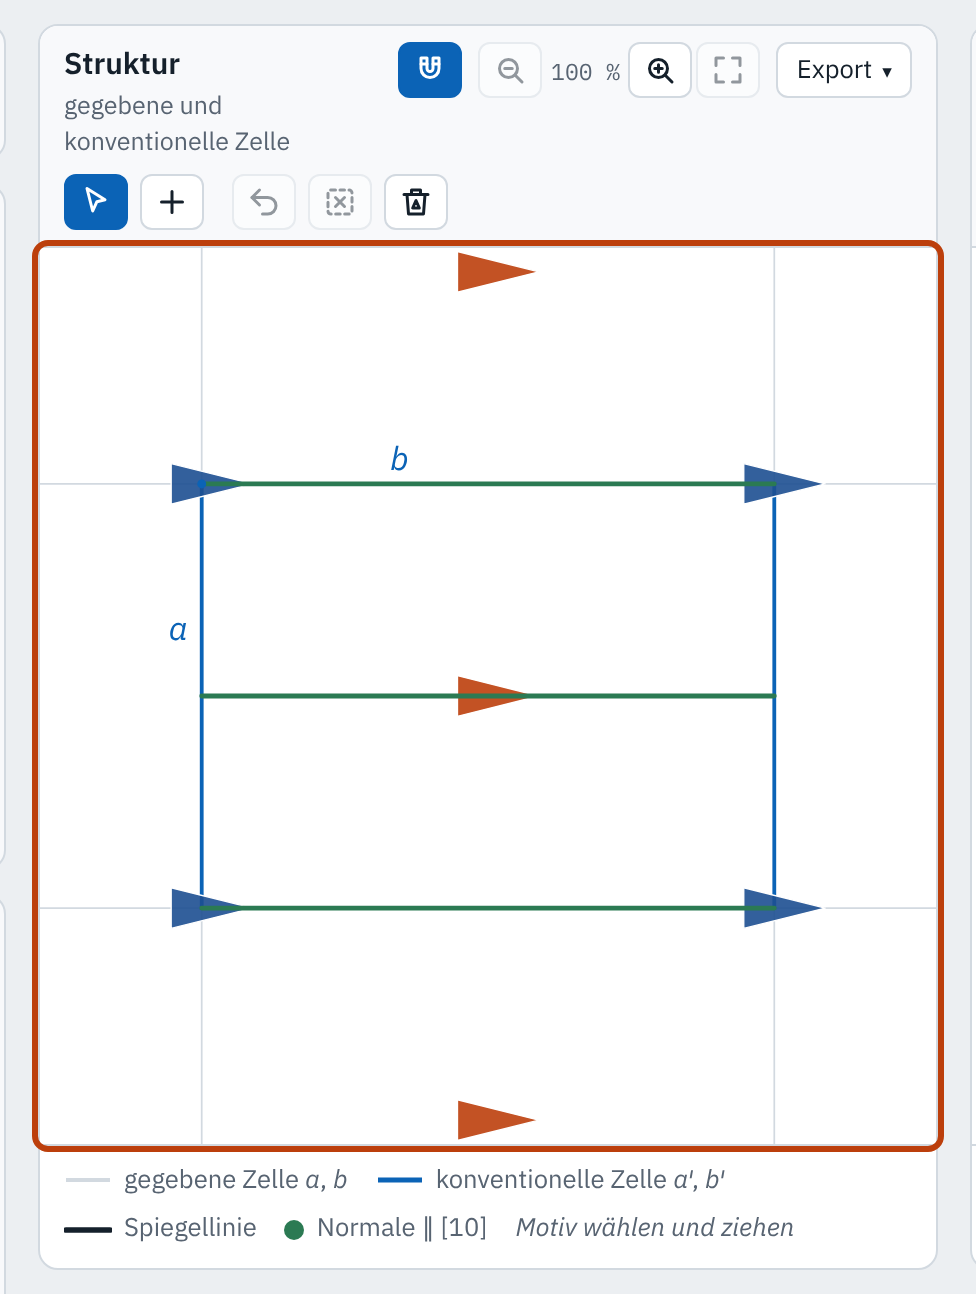 Struktur
100 %
Export ▾
gegebene und
konventionelle Zelle
b
a
gegebene Zelle a, b
konventionelle Zelle a', b'
Spiegellinie
Normale ∥ [10]
Motiv wählen und ziehen